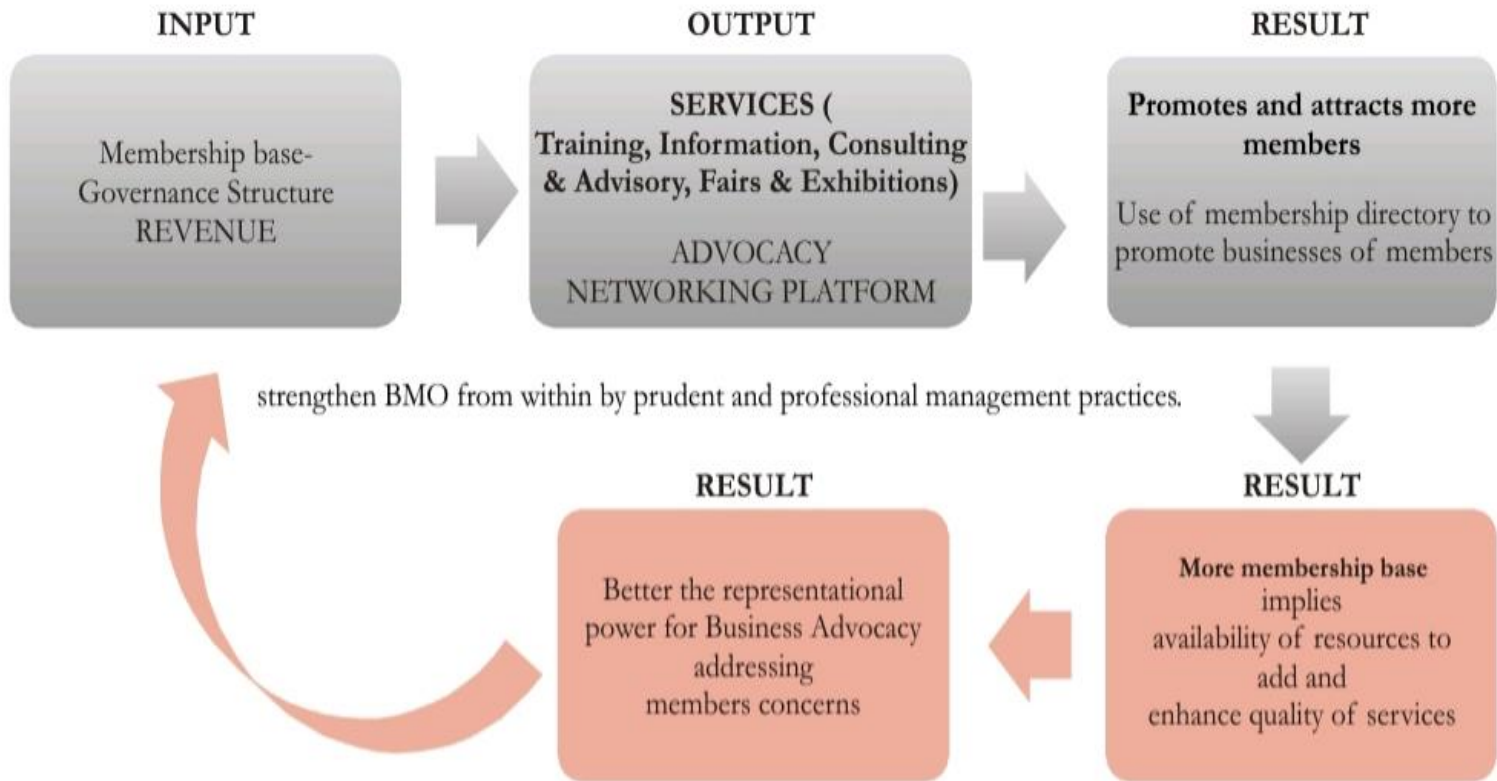 INPUT
Membership base-
Governance Structure
REVENUE
OUTPUT
SERVICES (
Training, Information, Consulting
& Advisory, Fairs & Exhibitions)
ADVOCACY
NETWORKING PLATFORM
RESULT
Promotes and attracts more
members
Use of membership directory to
promote businesses of members
strengthen BMO from within by prudent and professional management practices.
RESULT
More membership base
implies
availability of resources to
add and
enhance quality of services
RESULT
Better the representational
power for Business Advocacy
addressing
members concerns